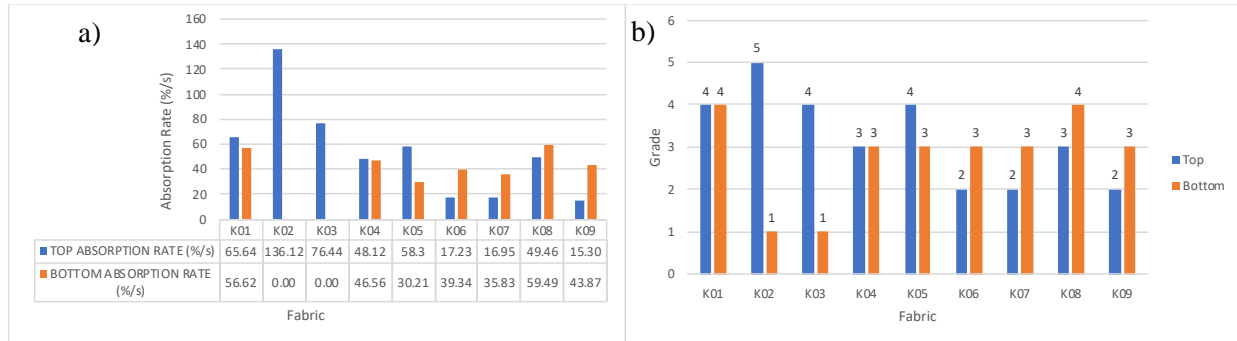 a)
160
140
120
100
80
60
40
20
0
Absorption Rate (%/s)
K01 K02 K03 K04 K05 K06 K07 K08 K09
TOP ABSORPTION RATE (%/s) 65.64 136.12 76.44 48.12 58.3 17.23 16.95 49.46 15.30
BOTTOM ABSORPTION RATE
(%/s) 56.62 0.00 0.00 46.56 30.21 39.34 35.83 59.49 43.87
Fabric
b)
6
5
4
3
2
1
0
Grade
4 4 5 1 4 1 3 3 4 3 2 3 2 3 3 4 2 3
K01 K02 K03 K04 K05 K06 K07 K08 K09
Fabric
Top
Bottom